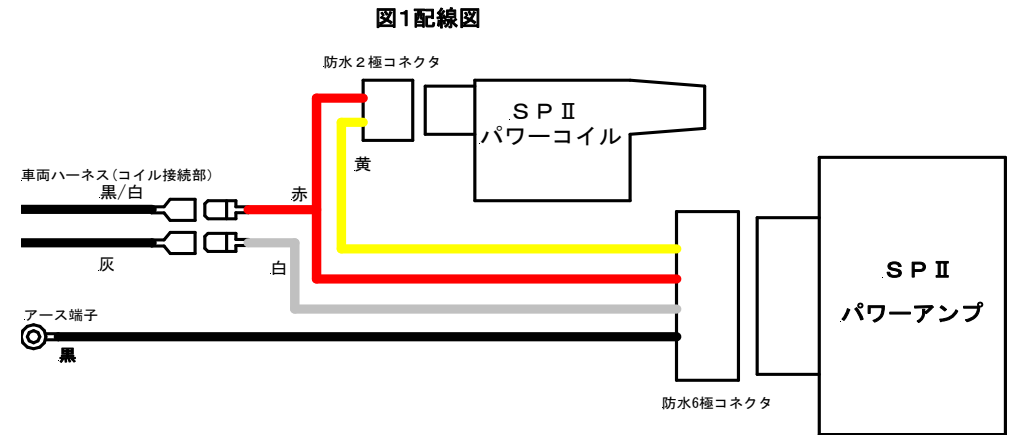 図1配線図
防水２極コネクタ
ＳＰⅡ
パワーコイル
黄
車両ハーネス(コイル接続部)
黒/白
赤
灰
白
ＳＰⅡ
パワーアンプ
アース端子
黒
防水6極コネクタ